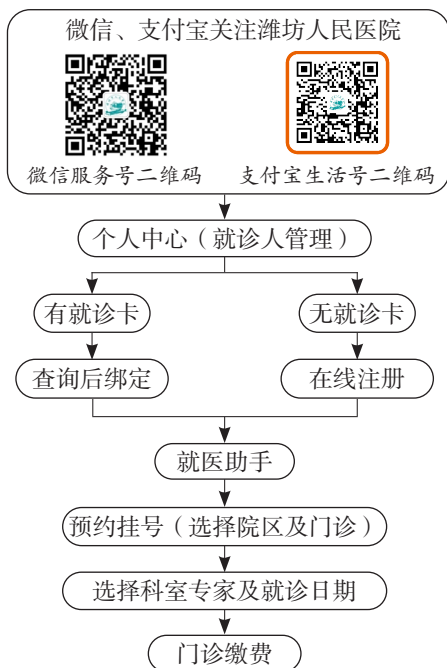 微信、支付宝关注潍坊人民医院
微信服务号二维码
支付宝生活号二维码
个人中心（就诊人管理）
有就诊卡
无就诊卡
查询后绑定
在线注册
就医助手
预约挂号（选择院区及门诊）
选择科室专家及就诊日期
门诊缴费